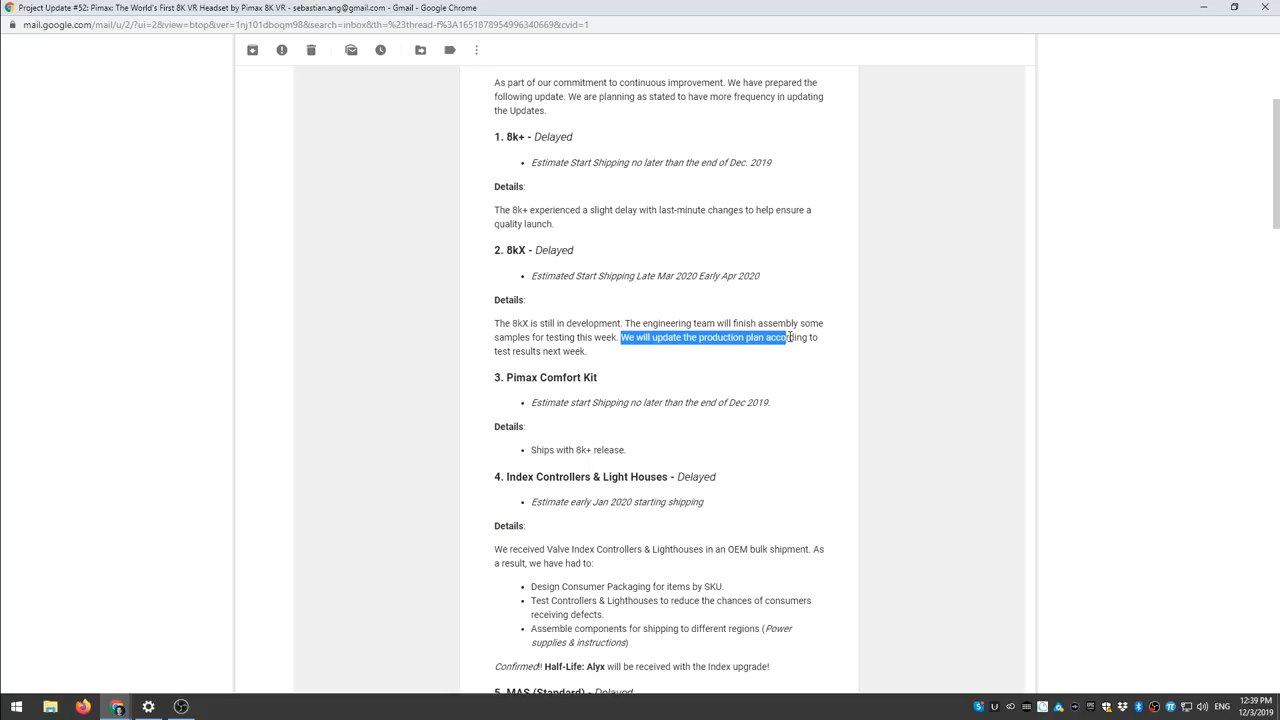 Project Update #52: Pimax: The World's First 8K VR Headset by Pimax 8K VR - sebastian.ang@gmail.com - Gmail - Google Chrome
mail.google.com/mail/u/2/?ui=2&view=btop&ver=1nj101dboqm98&search=inbox&th=%23thread-f%3A1651878954996340669&cvid=1
As part of our commitment to continuous improvement. We have prepared the
following update. We are planning as stated to have more frequency in updating
the Updates.
1. 8k+ - Delayed
• Estimate Start Shipping no later than the end of Dec. 2019
Details:
The 8k+ experienced a slight delay with last-minute changes to help ensure a
quality launch.
2. 8kX - Delayed
• Estimated Start Shipping Late Mar 2020 Early Apr 2020
Details:
The 8kX is still in development. The engineering team will finish assembly some
samples for testing this week. We will update the production plan according to
test results next week.
3. Pimax Comfort Kit
• Estimate start Shipping no later than the end of Dec 2019.
Details:
• Ships with 8k+ release.
4. Index Controllers & Light Houses - Delayed
• Estimate early Jan 2020 starting shipping
Details:
We received Valve Index Controllers & Lighthouses in an OEM bulk shipment. As
a result, we have had to:
• Design Consumer Packaging for items by SKU.
• Test Controllers & Lighthouses to reduce the chances of consumers
receiving defects.
• Assemble components for shipping to different regions (Power
supplies & instructions)
Confirmed!! Half-Life: Alyx will be received with the Index upgrade!
5. MAS (Standard) - Delayed
ENG
12:39 PM
12/3/2019